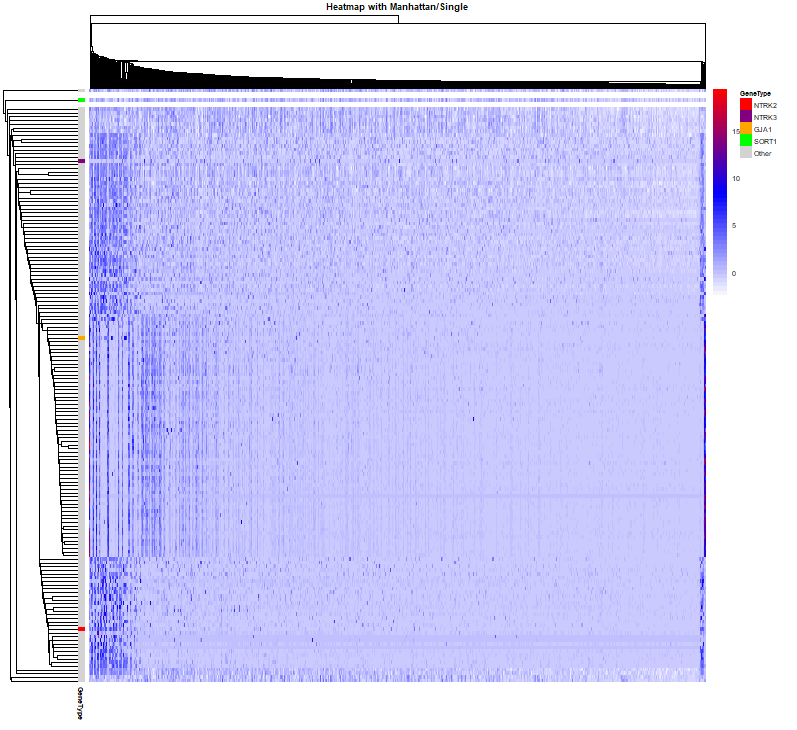 Heatmap with Manhattan/Single
GeneType
NTRK2
NTRK3
GJA1
SORT1
Other
15
10
5
0
GeneType